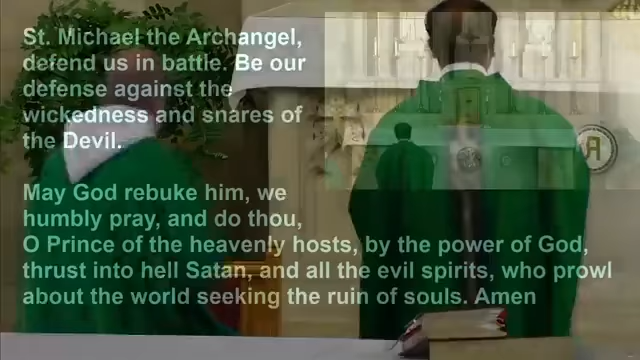 St. Michael the Archangel,
defend us in battle. Be our
defense against the
wickedness and snares of
the Devil.
May God rebuke him, we
humbly pray, and do thou,
O Prince of the heavenly hosts, by the power of God,
thrust into hell Satan, and all the evil spirits, who prowl
about the world seeking the ruin of souls. Amen